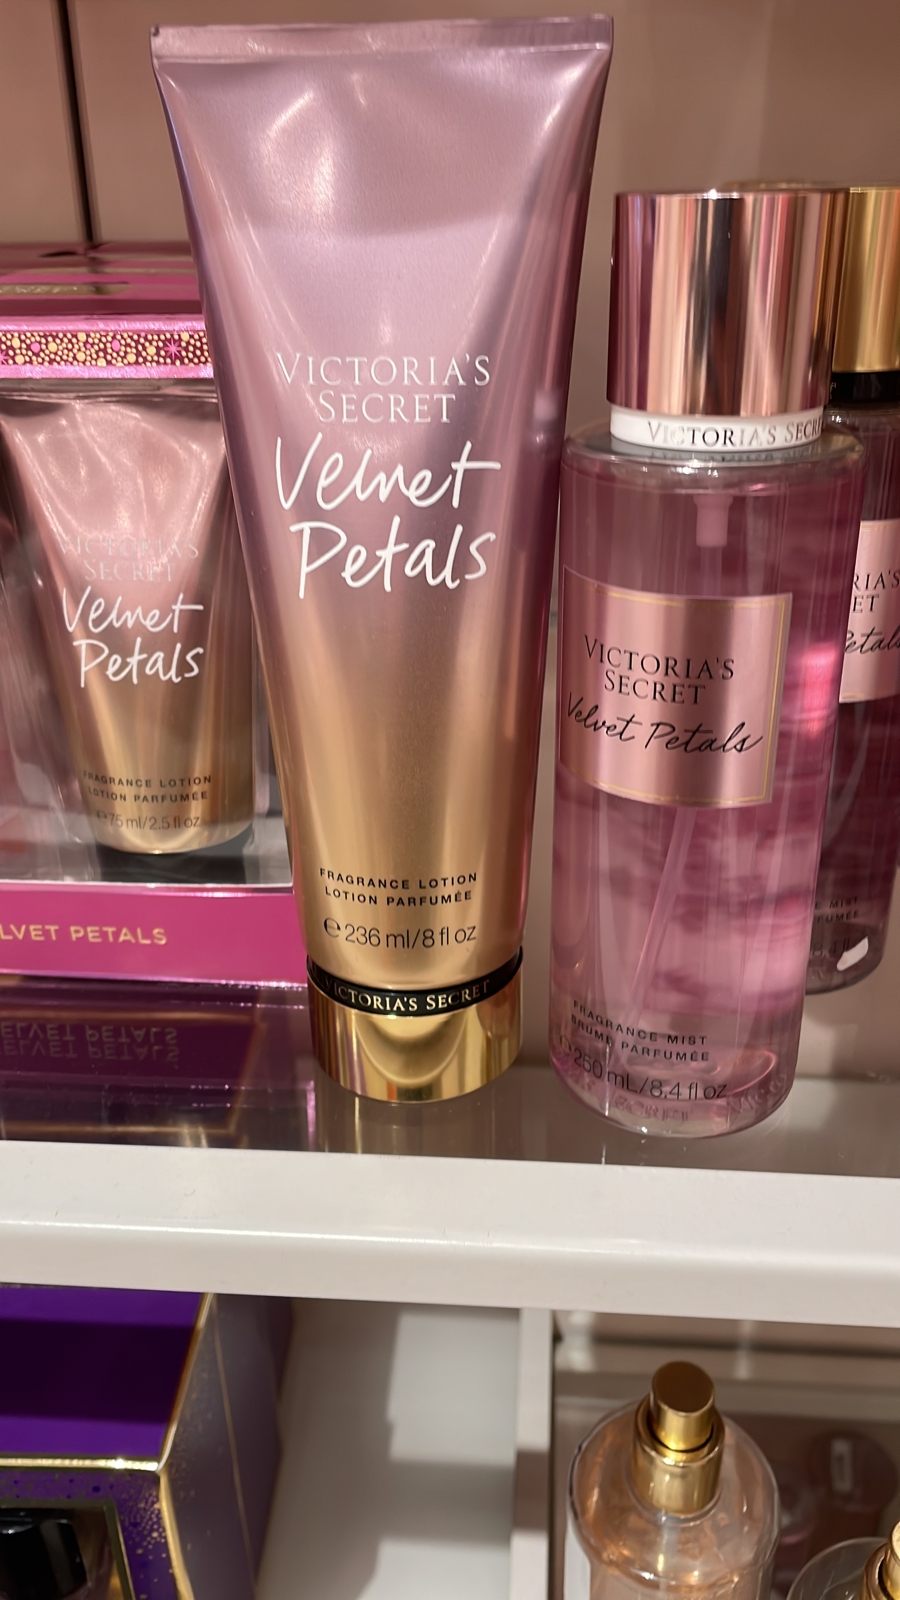 VICTORIA'S
SECRET
Velvet
Petals
FRAGRANCE LOTION
LOTION PARFUMÉE
℮ 236 ml/8 fl oz
VICTORIA'S SECRET
VICTORIA'S SECRET
VICTORIA'S
SECRET
Velvet Petals
FRAGRANCE MIST
BRUME PARFUMÉE
250 mL/8.4 fl oz
VICTORIA'S
SECRET
Velvet
Petals
FRAGRANCE LOTION
LOTION PARFUMÉE
℮ 75 ml/2.5 fl oz
PETALS
MIST